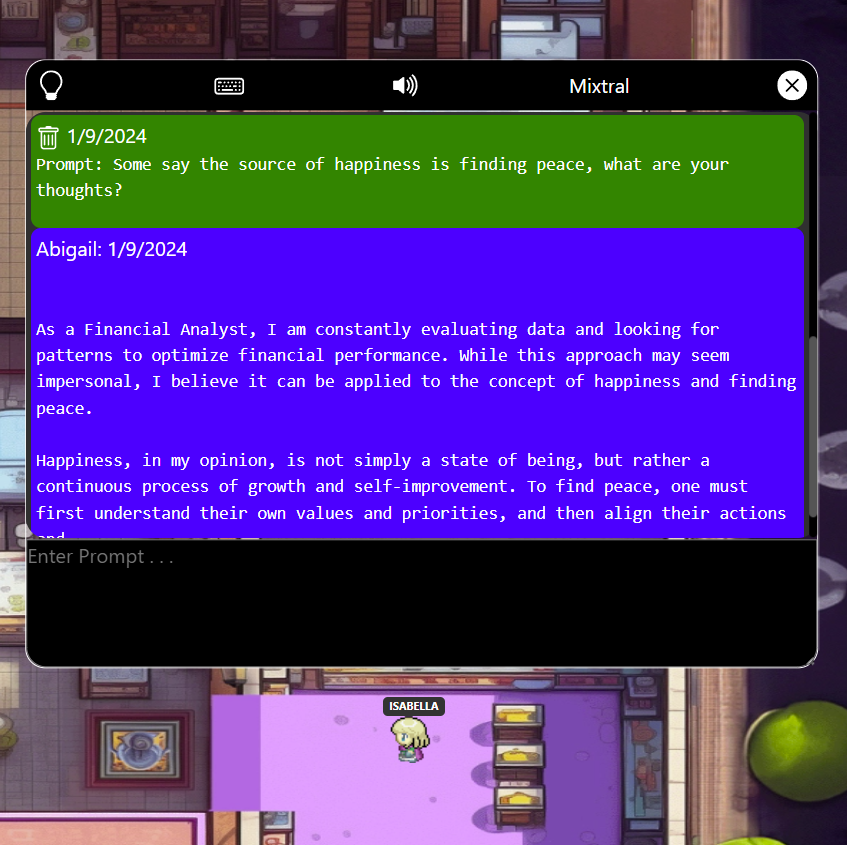 Mixtral
1/9/2024
Prompt: Some say the source of happiness is finding peace, what are your
thoughts?
Abigail: 1/9/2024
As a Financial Analyst, I am constantly evaluating data and looking for
patterns to optimize financial performance. While this approach may seem
impersonal, I believe it can be applied to the concept of happiness and finding
peace.
Happiness, in my opinion, is not simply a state of being, but rather a
continuous process of growth and self-improvement. To find peace, one must
first understand their own values and priorities, and then align their actions
and
Enter Prompt . . .
ISABELLA